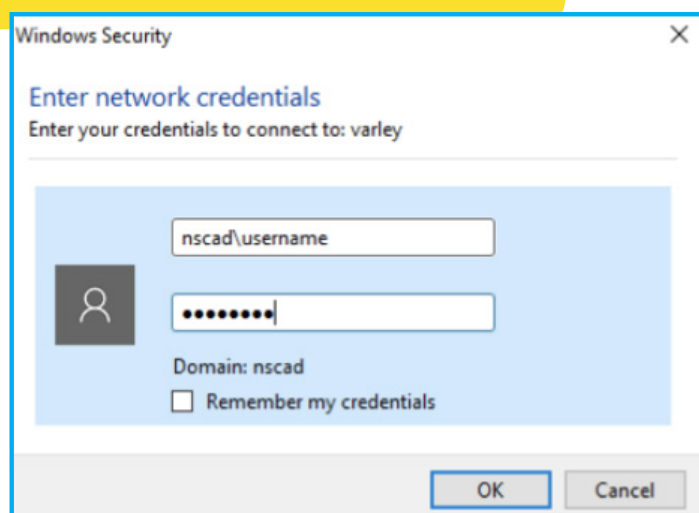 Windows Security
Enter network credentials
Enter your credentials to connect to: varley
nscad\username
••••••••
Domain: nscad
Remember my credentials
OK
Cancel